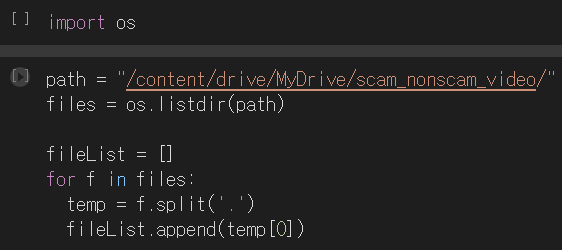 [ ] import os
path = "/content/drive/MyDrive/scam_nonscam_video/"
files = os.listdir(path)
fileList = []
for f in files:
temp = f.split('.')
fileList.append(temp[0])